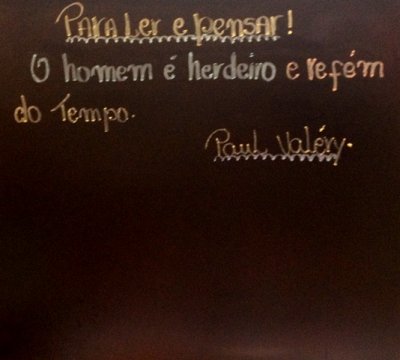 Para Ler e pensar!
O homem é herdeiro e refém
do Tempo.
Paul Valéry.